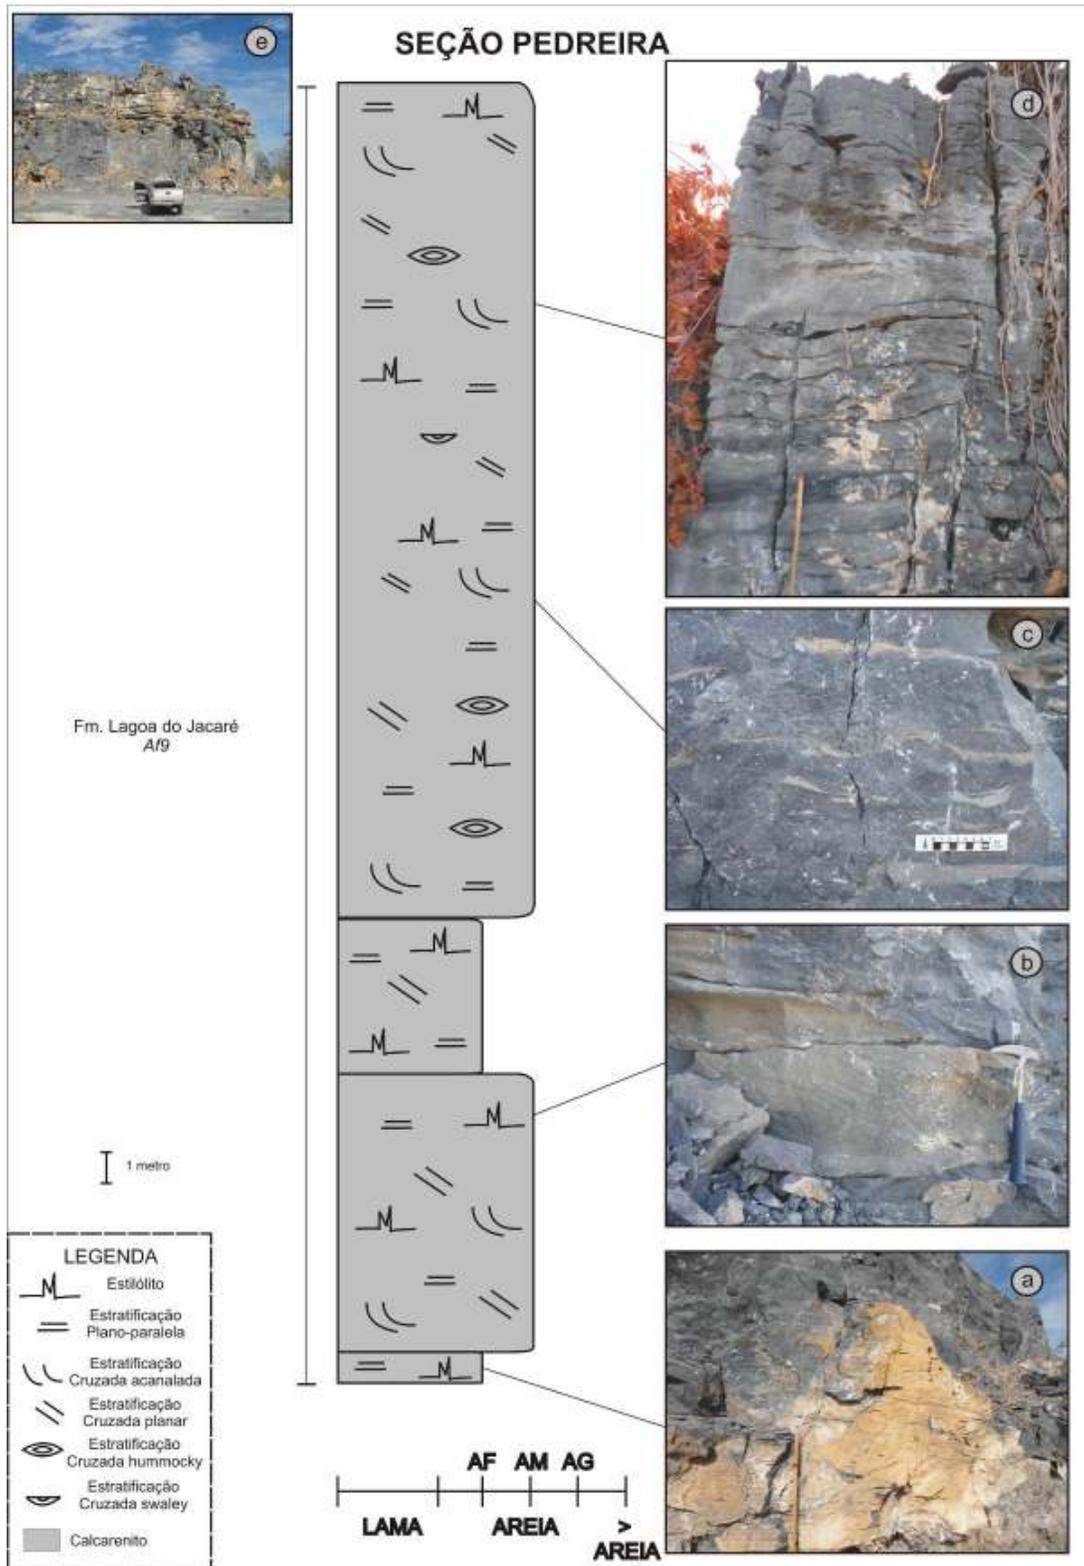 SEÇÃO PEDREIRA
e
d
c
b
a
Fm. Lagoa do Jacaré
Af9
1 metro
LEGENDA
Estilólito
Estratificação
Plano-paralela
Estratificação
Cruzada acanalada
Estratificação
Cruzada planar
Estratificação
Cruzada hummocky
Estratificação
Cruzada swaley
Calcarenito
AF AM AG
LAMA AREIA >
AREIA